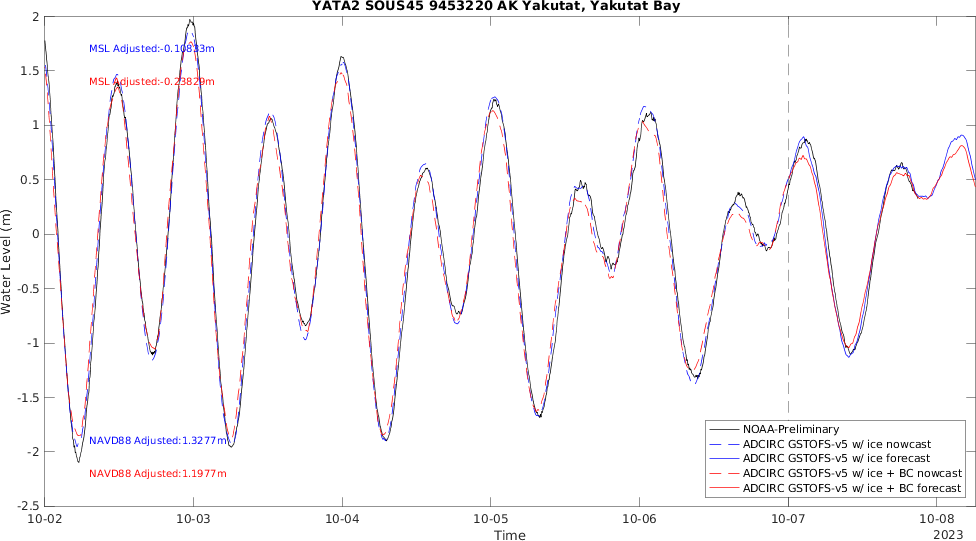 YATA2 SOUS45 9453220 AK Yakutat, Yakutat Bay
2
1.5
1
0.5
0
-0.5
-1
-1.5
-2
-2.5
Water Level (m)
MSL Adjusted:-0.10833m
MSL Adjusted:-0.23829m
NAVD88 Adjusted:1.3277m
NAVD88 Adjusted:1.1977m
NOAA-Preliminary
ADCIRC GSTOFS-v5 w/ ice nowcast
ADCIRC GSTOFS-v5 w/ ice forecast
ADCIRC GSTOFS-v5 w/ ice + BC nowcast
ADCIRC GSTOFS-v5 w/ ice + BC forecast
10-02 10-03 10-04 10-05 10-06 10-07 10-08
Time
2023